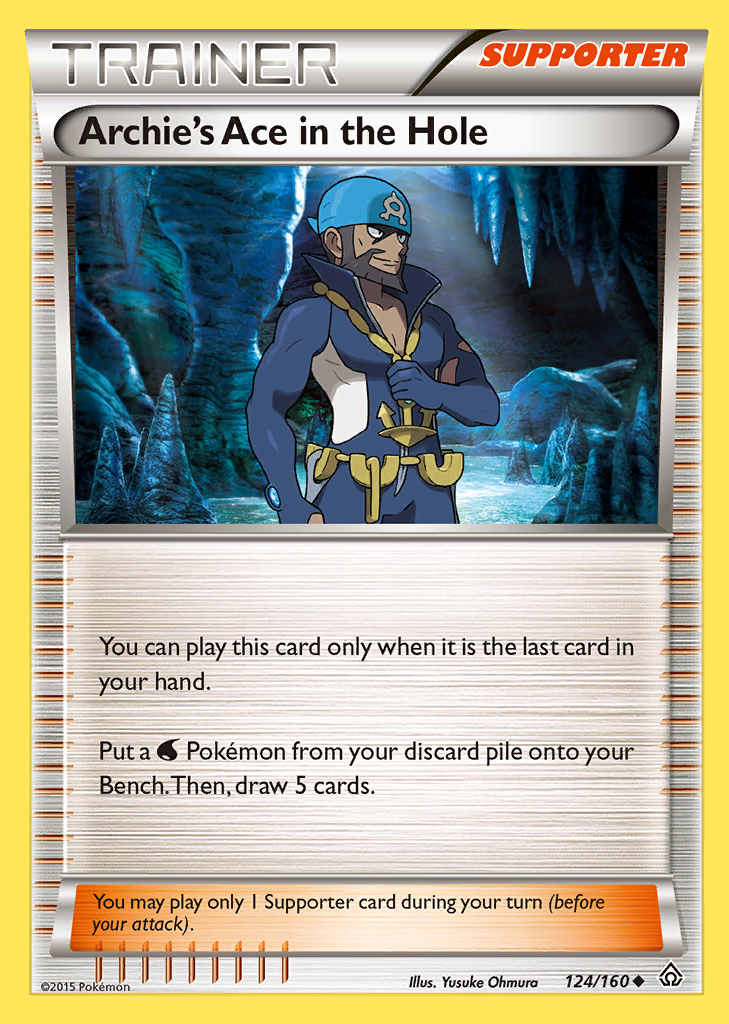 TRAINER
SUPPORTER
Archie's Ace in the Hole
You can play this card only when it is the last card in
your hand.
Put a Pokémon from your discard pile onto your
Bench. Then, draw 5 cards.
You may play only 1 Supporter card during your turn (before
your attack).
©2015 Pokémon
Illus. Yusuke Ohmura
124/160